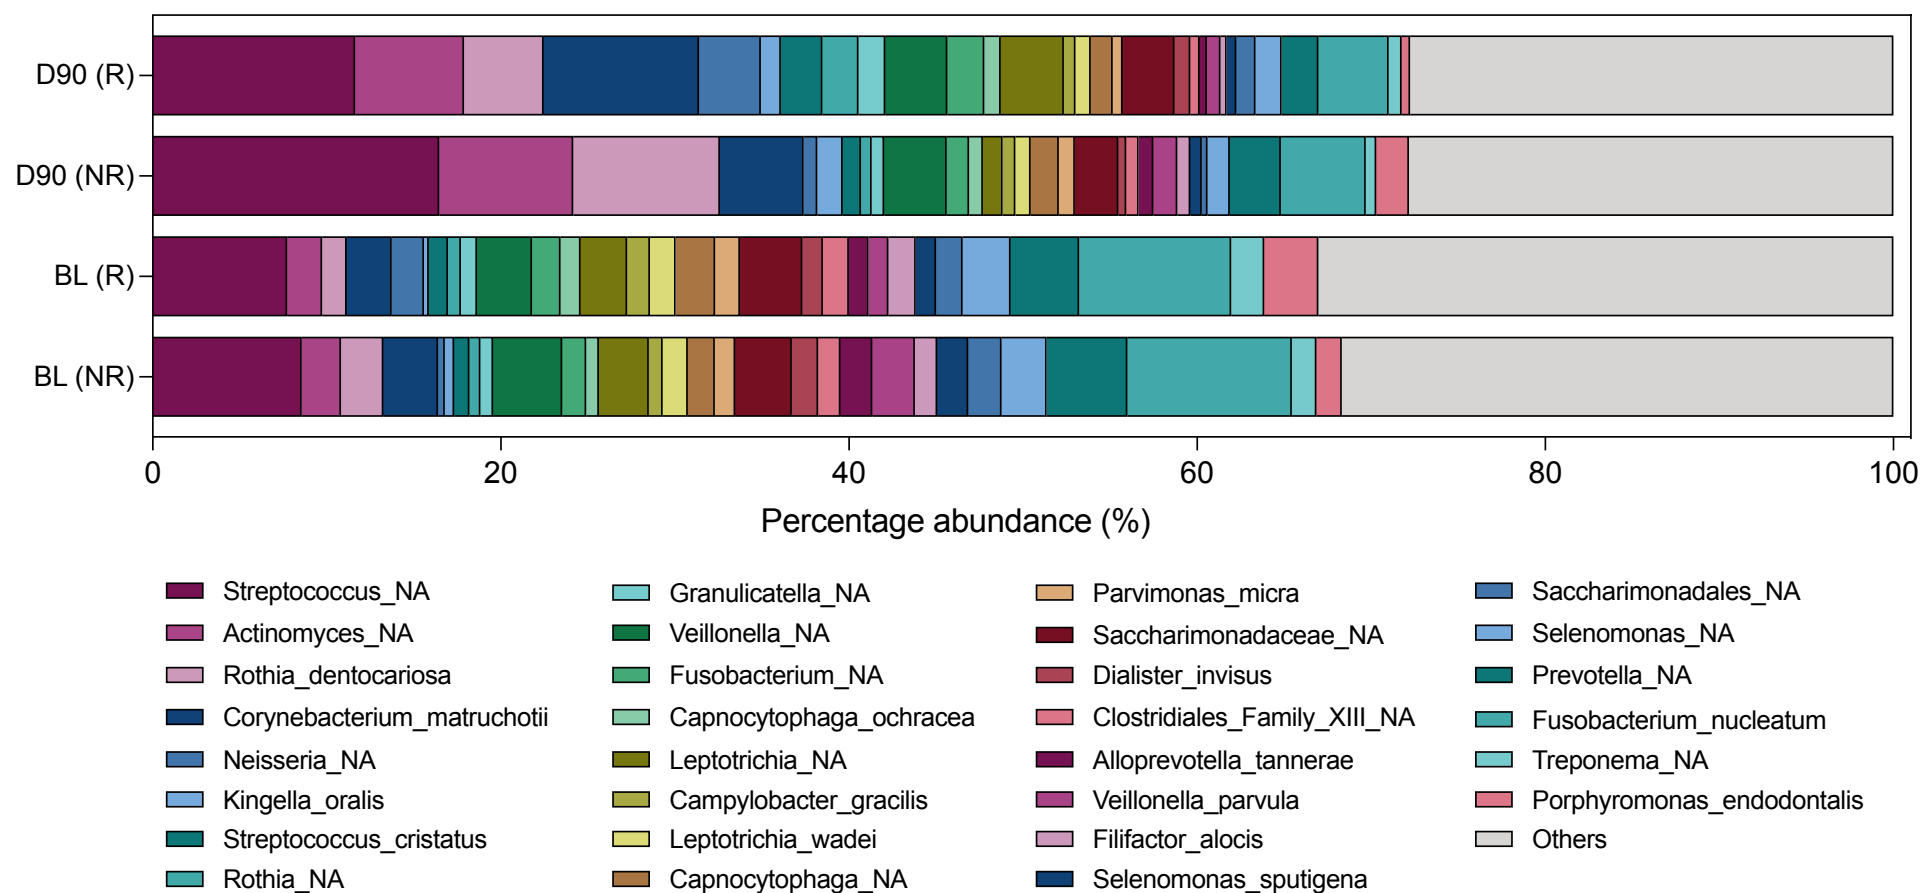 D90 (R)
D90 (NR)
BL (R)
BL (NR)
0 20 40 60 80 100
Percentage abundance (%)
Streptococcus_NA
Actinomyces_NA
Rothia_dentocariosa
Corynebacterium_matruchotii
Neisseria_NA
Kingella_oralis
Streptococcus_cristatus
Rothia_NA
Granulicatella_NA
Veillonella_NA
Fusobacterium_NA
Capnocytophaga_ochracea
Leptotrichia_NA
Campylobacter_gracilis
Leptotrichia_wadei
Capnocytophaga_NA
Parvimonas_micra
Saccharimonadaceae_NA
Dialister_invisus
Clostridiales_Family_XIII_NA
Alloprevotella_tannerae
Veillonella_parvula
Filifactor_alocis
Selenomonas_sputigena
Saccharimonadales_NA
Selenomonas_NA
Prevotella_NA
Fusobacterium_nucleatum
Treponema_NA
Porphyromonas_endodontalis
Others